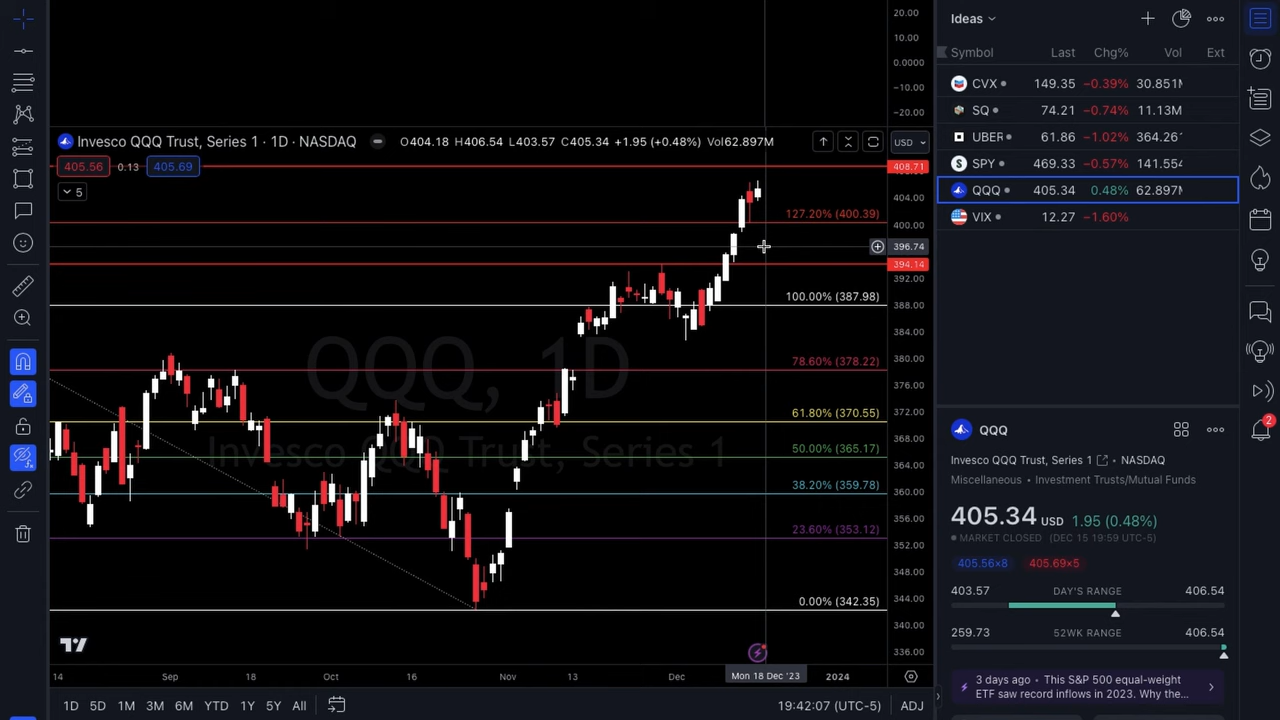 20.00
10.00
0.0000
−10.00
−20.00
Invesco QQQ Trust, Series 1 · 1D · NASDAQ
O404.18 H406.54 L403.57 C405.34 +1.95 (+0.48%) Vol62.897M
USD
405.56 0.13 405.69
5
408.71
404.00
400.00
396.74
394.14
392.00
388.00
384.00
380.00
376.00
372.00
368.00
364.00
360.00
356.00
352.00
348.00
344.00
340.00
336.00
127.20% (400.39)
100.00% (387.98)
78.60% (378.22)
61.80% (370.55)
50.00% (365.17)
38.20% (359.78)
23.60% (353.12)
0.00% (342.35)
QQQ, 1D
Invesco QQQ Trust, Series 1
14 Sep 16 Oct 16 Nov 13 Dec Mon 18 Dec '23 2024
1D 5D 1M 3M 6M YTD 1Y 5Y All
19:42:07 (UTC-5) ADJ
Ideas
Symbol Last Chg% Vol Ext
CVX 149.35 −0.39% 30.851M
SQ 74.21 −0.74% 11.13M
UBER 61.86 −1.02% 364.26
SPY 469.33 −0.57% 141.554
QQQ 405.34 0.48% 62.897M
VIX 12.27 −1.60%
QQQ
Invesco QQQ Trust, Series 1 • NASDAQ
Miscellaneous • Investment Trusts/Mutual Funds
405.34 USD 1.95 (0.48%)
MARKET CLOSED (DEC 15 19:59 UTC-5)
405.56×8 405.69×5
403.57 DAY'S RANGE 406.54
259.73 52WK RANGE 406.54
3 days ago • This S&P 500 equal-weight
ETF saw record inflows in 2023. Why the...
2